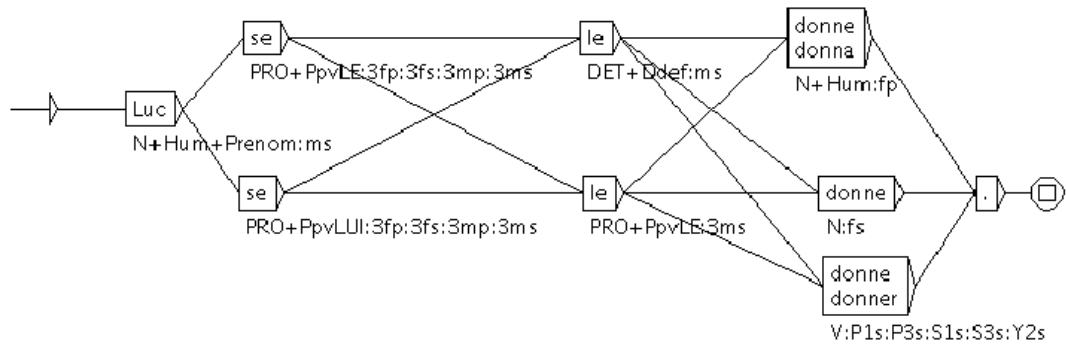 se
PRO+PpvLE:3fp:3fs:3mp:3ms
le
DET+Ddef:ms
donne
donna
N+Hum:fp
Luc
N+Hum+Prenom:ms
se
PRO+PpvLUI:3fp:3fs:3mp:3ms
le
PRO+PpvLE:3ms
donne
N:fs
.
donne
donner
V:P1s:P3s:S1s:S3s:Y2s